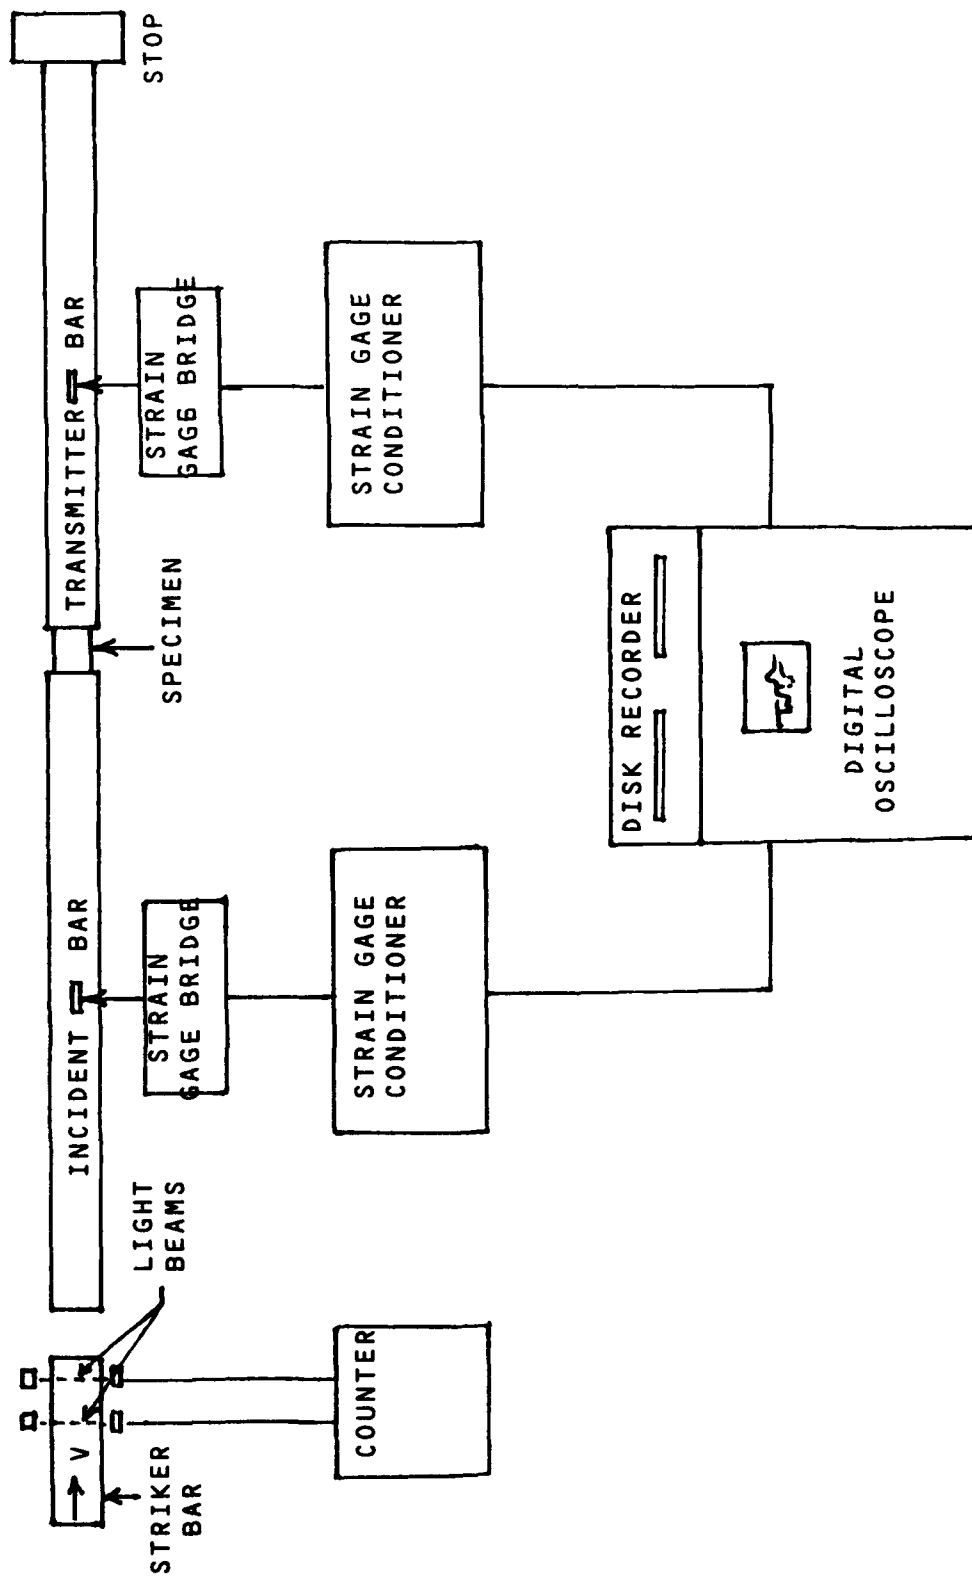 STRIKER
BAR
V
LIGHT
BEAMS
INCIDENT BAR
SPECIMEN
TRANSMITTER BAR
STOP
STRAIN
GAGE BRIDGE
STRAIN
GAGE BRIDGE
COUNTER
STRAIN GAGE
CONDITIONER
STRAIN GAGE
CONDITIONER
DISK RECORDER
DIGITAL
OSCILLOSCOPE